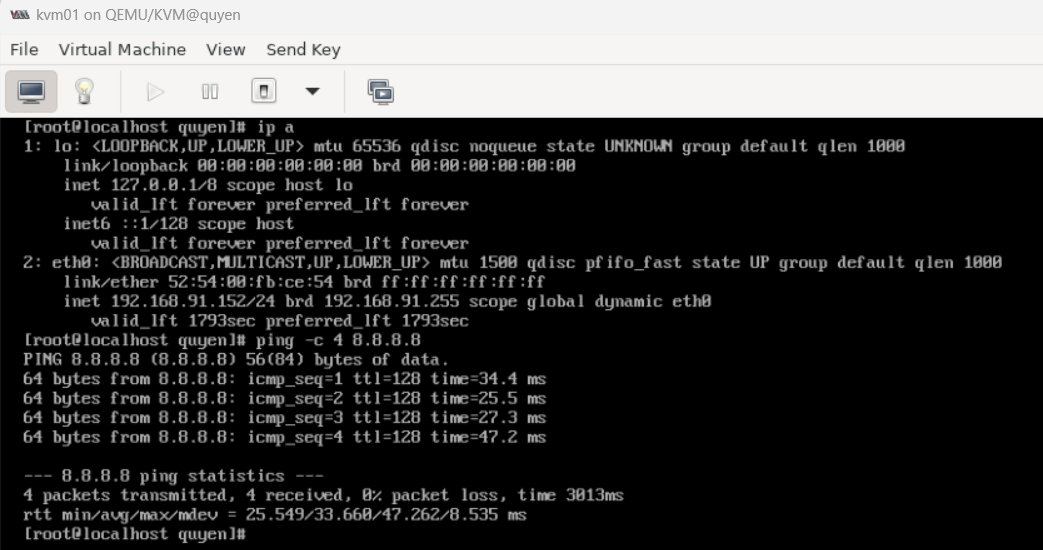 kvm01 on QEMU/KVM@quyen
File Virtual Machine View Send Key
[root@localhost quyen]# ip a
1: lo: <LOOPBACK,UP,LOWER_UP> mtu 65536 qdisc noqueue state UNKNOWN group default qlen 1000
    link/loopback 00:00:00:00:00:00 brd 00:00:00:00:00:00
    inet 127.0.0.1/8 scope host lo
       valid_lft forever preferred_lft forever
    inet6 ::1/128 scope host
       valid_lft forever preferred_lft forever
2: eth0: <BROADCAST,MULTICAST,UP,LOWER_UP> mtu 1500 qdisc pfifo_fast state UP group default qlen 1000
    link/ether 52:54:00:fb:ce:54 brd ff:ff:ff:ff:ff:ff
    inet 192.168.91.152/24 brd 192.168.91.255 scope global dynamic eth0
       valid_lft 1793sec preferred_lft 1793sec
[root@localhost quyen]# ping -c 4 8.8.8.8
PING 8.8.8.8 (8.8.8.8) 56(84) bytes of data.
64 bytes from 8.8.8.8: icmp_seq=1 ttl=128 time=34.4 ms
64 bytes from 8.8.8.8: icmp_seq=2 ttl=128 time=25.5 ms
64 bytes from 8.8.8.8: icmp_seq=3 ttl=128 time=27.3 ms
64 bytes from 8.8.8.8: icmp_seq=4 ttl=128 time=47.2 ms
--- 8.8.8.8 ping statistics ---
4 packets transmitted, 4 received, 0% packet loss, time 3013ms
rtt min/avg/max/mdev = 25.549/33.660/47.262/8.535 ms
[root@localhost quyen]#